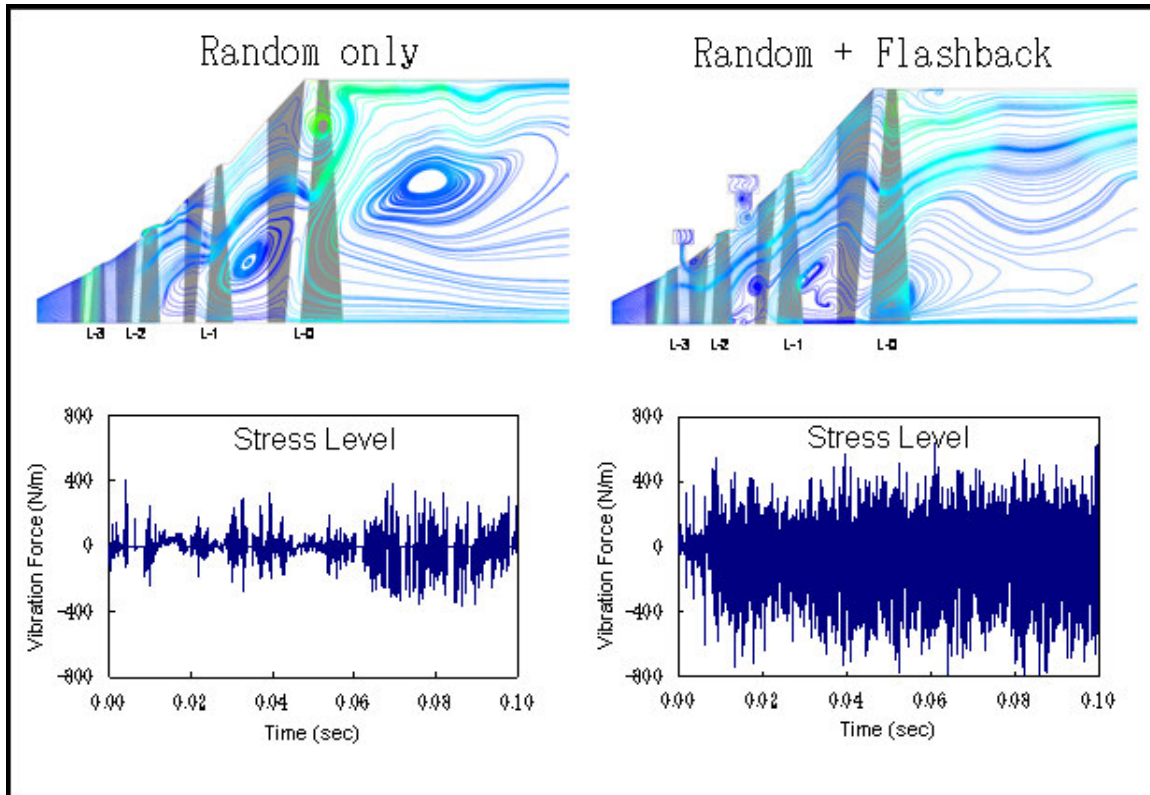 Random only
L-3 L-2 L-1 L-0
Stress Level
Vibration Force (N/m)
800
400
0
-400
-800
0.00 0.02 0.04 0.06 0.08 0.10
Time (sec)
Random + Flashback
L-3 L-2 L-1 L-0
Stress Level
Vibration Force (N/m)
800
400
0
-400
-800
0.00 0.02 0.04 0.06 0.08 0.10
Time (sec)